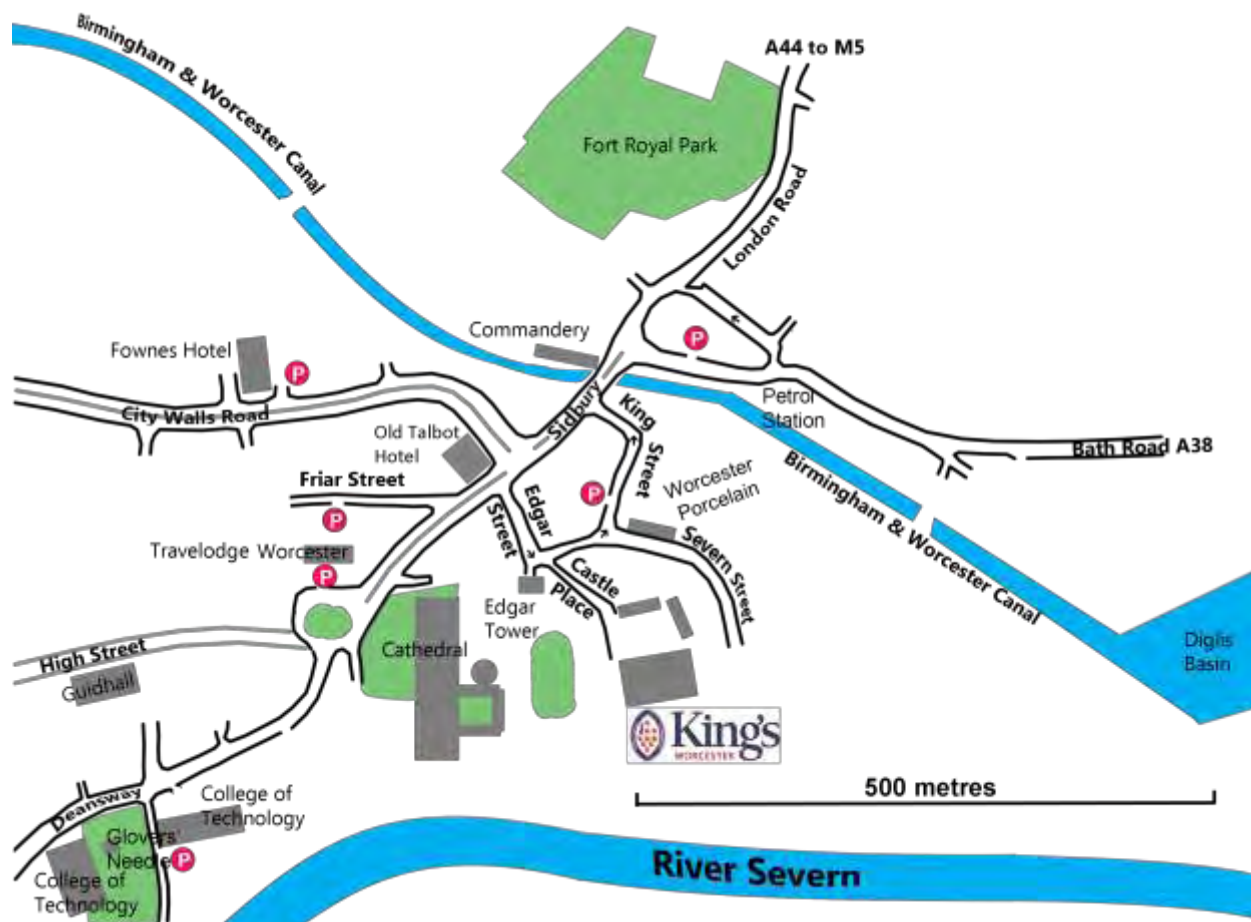 Birmingham & Worcester Canal
A44 to M5
Fort Royal Park
London Road
Commandery
Fownes Hotel
P
P
City Walls Road
Sidbury
King
Street
Petrol
Station
Old Talbot
Hotel
Bath Road A38
Friar Street
Worcester
Porcelain
P
P
Edgar
Street
Birmingham & Worcester Canal
Travelodge Worcester
P
Severn Street
Castle
Place
Edgar
Tower
Cathedral
High Street
Guidhall
Diglis
Basin
King's
WORCESTER
500 metres
Deansway
College of
Technology
Glovers'
Needle
P
College of
Technology
River Severn